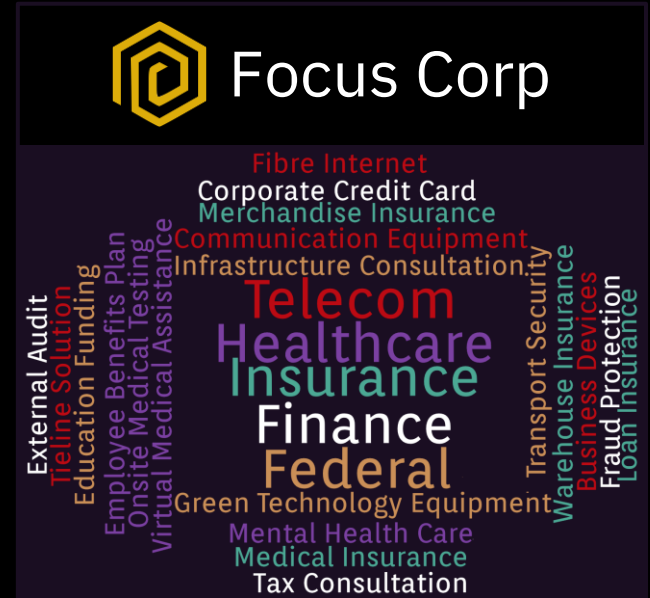 Focus Corp
Fibre Internet
Corporate Credit Card
Merchandise Insurance
Communication Equipment
Infrastructure Consultation
Telecom
Healthcare
Insurance
Finance
Federal
Green Technology Equipment
Mental Health Care
Medical Insurance
Tax Consultation
External Audit
Tieline Solution
Education Funding
Employee Benefits Plan
Onsite Medical Testing
Virtual Medical Assistance
Transport Security
Warehouse Insurance
Business Devices
Fraud Protection
Loan Insurance